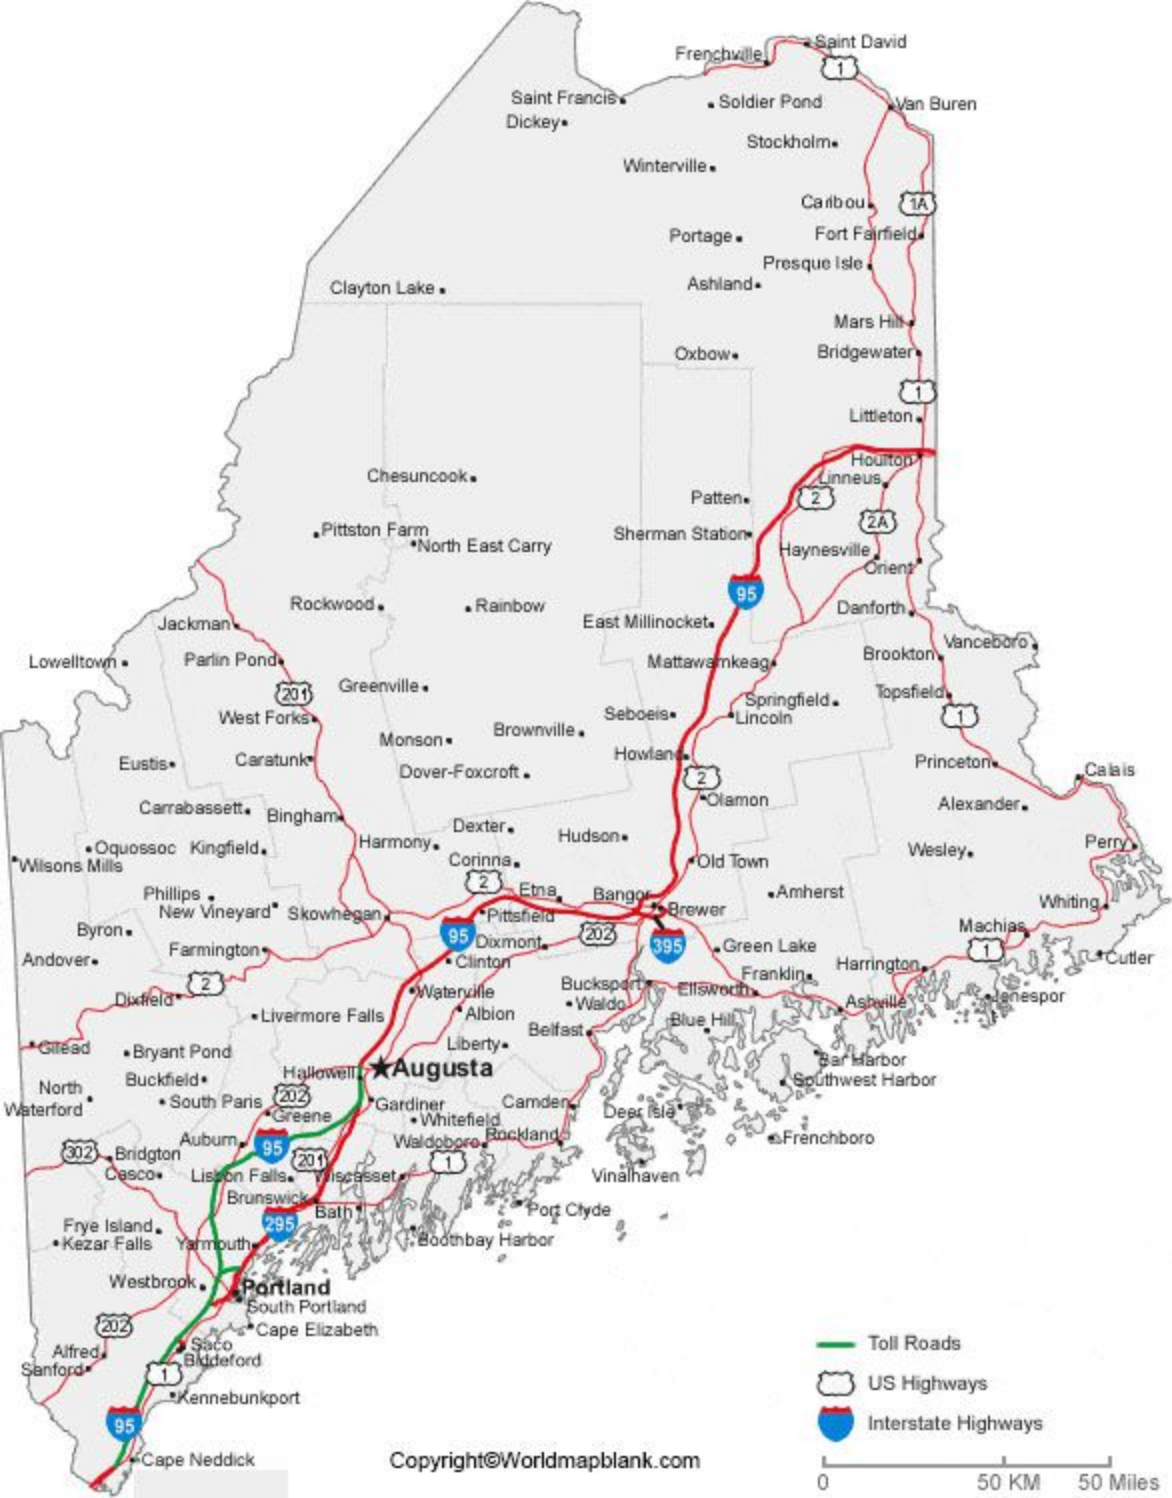 Saint David
Frenchville
1
Saint Francis
Soldier Pond
Van Buren
Dickey
Stockholm
Winterville
Caribou
1A
Portage
Fort Fairfield
Presque Isle
Clayton Lake
Ashland
Mars Hill
Oxbow
Bridgewater
1
Littleton
Houlton
Chesuncook
Linneus
Patten
2
Pittston Farm
Sherman Station
2A
North East Carry
Haynesville
Orient
95
Rockwood
Rainbow
Danforth
Jackman
East Millinocket
Vanceboro
Lowelltown
Parlin Pond
Mattawamkeag
Brookton
201
Greenville
Springfield
Topsfield
West Forks
Seboeis
Lincoln
1
Monson
Brownville
Eustis
Caratunk
Dover-Foxcroft
Howland
Princeton
Calais
2
Carrabassett
Bingham
Olamon
Alexander
Dexter
Hudson
Oquossoc
Kingfield
Harmony
Perry
Wilsons Mills
Corinna
Old Town
Wesley
2
Etna
Bangor
Amherst
Phillips
New Vineyard
Skowhegan
Pittsfield
Brewer
Whiting
Byron
95
202
Machias
Farmington
Dixmont
395
Green Lake
1
Andover
Clinton
Harrington
Cutler
2
Bucksport
Franklin
Dixfield
Waterville
Ellsworth
Jenespor
Livermore Falls
Albion
Waldo
Ashville
Blue Hill
Belfast
Gilead
Bryant Pond
Liberty
Bar Harbor
Hallowell
Augusta
Southwest Harbor
North
Waterford
Buckfield
South Paris
202
Greene
Gardiner
Camden
Deer Isle
Whitefield
Auburn
95
Waldoboro
Rockland
Frenchboro
302
Bridgton
201
1
Casco
Lisbon Falls
Wiscasset
Vinalhaven
Brunswick
Bath
Port Clyde
Frye Island
295
Kezar Falls
Yarmouth
Boothbay Harbor
Westbrook
Portland
South Portland
202
Cape Elizabeth
Alfred
Saco
Toll Roads
Sanford
Biddeford
1
US Highways
Kennebunkport
95
Interstate Highways
Cape Neddick
Copyright©Worldmapblank.com
0 50 KM 50 Miles